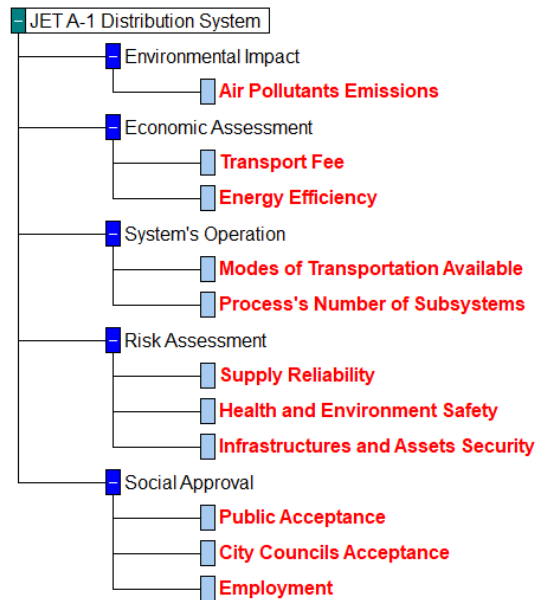 JET A-1 Distribution System
Environmental Impact
Air Pollutants Emissions
Economic Assessment
Transport Fee
Energy Efficiency
System's Operation
Modes of Transportation Available
Process's Number of Subsystems
Risk Assessment
Supply Reliability
Health and Environment Safety
Infrastructures and Assets Security
Social Approval
Public Acceptance
City Councils Acceptance
Employment